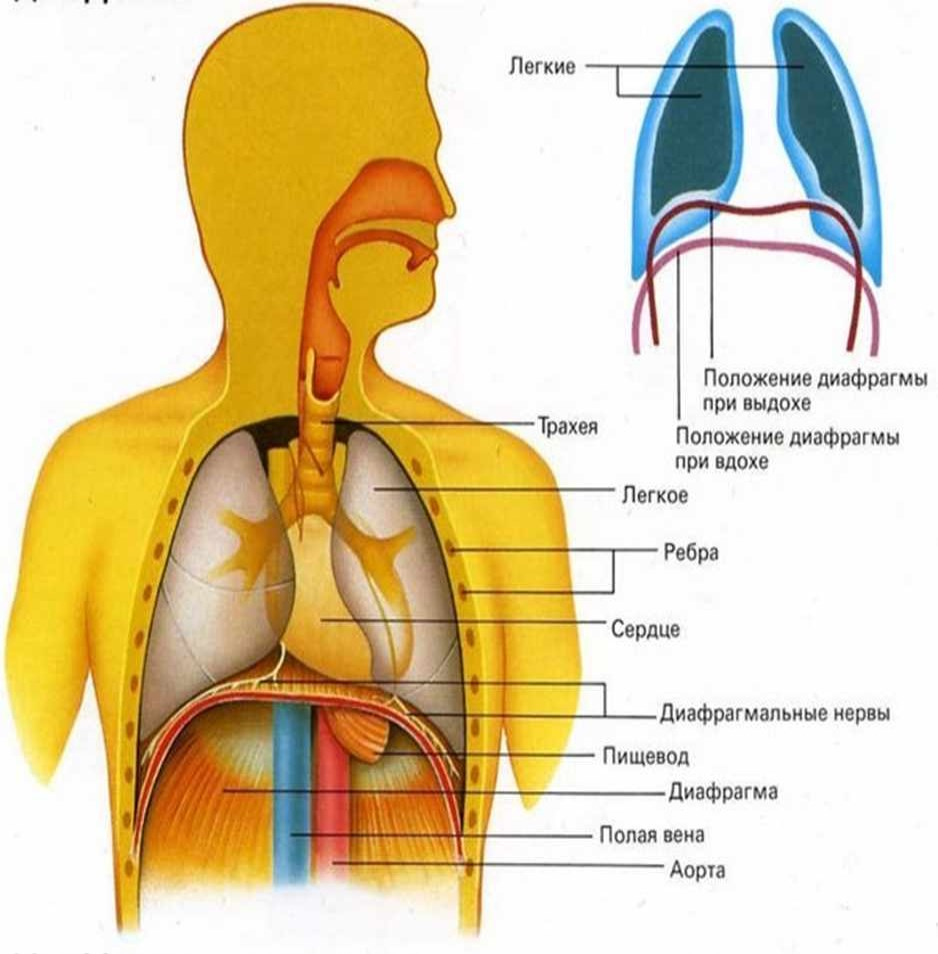 Легкие
Положение диафрагмы
при выдохе
Положение диафрагмы
при вдохе
Трахея
Легкое
Ребра
Сердце
Диафрагмальные нервы
Пищевод
Диафрагма
Полая вена
Аорта